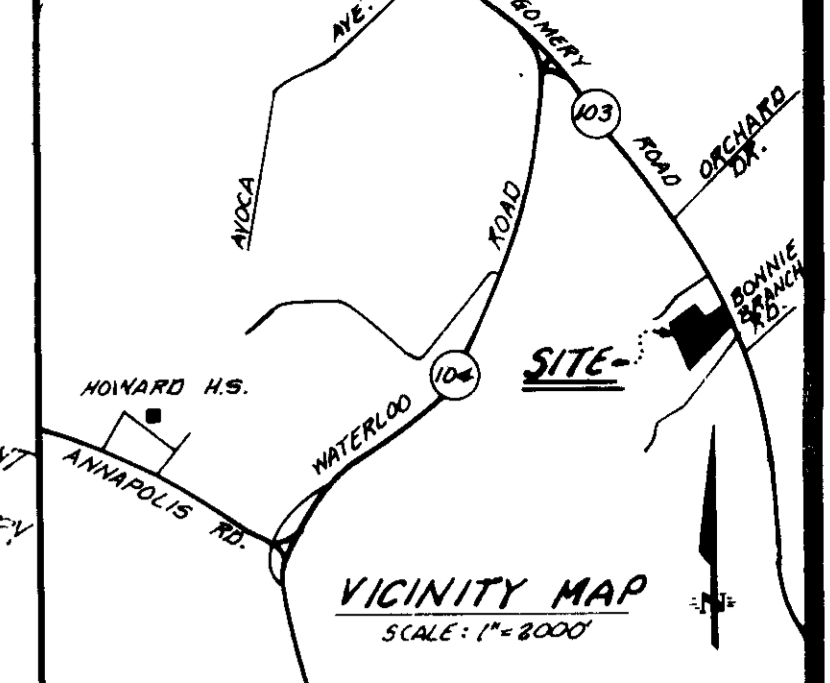 AVE.
GOMERY
103
ROAD
ORCHARD
DR.
AVOCA
ROAD
BONNIE
BRANCH
RD.
SITE
104
HOWARD H.S.
WATERLOO
ANNAPOLIS RD.
NT
VICINITY MAP
SCALE: 1"=2000'
N